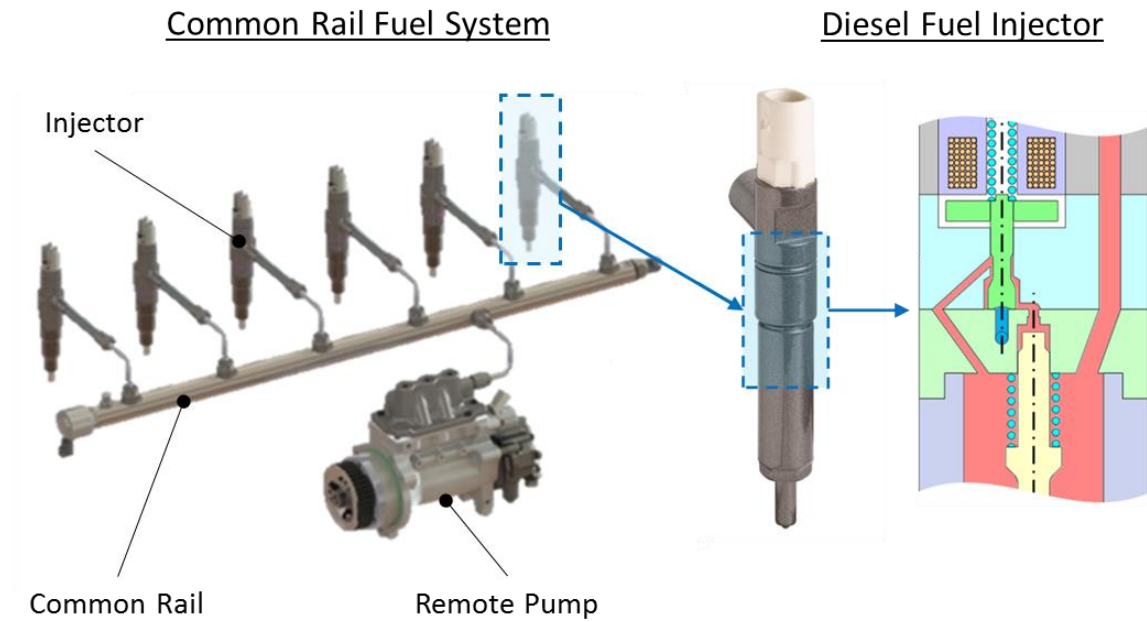 Common Rail Fuel System
Diesel Fuel Injector
Injector
Common Rail
Remote Pump